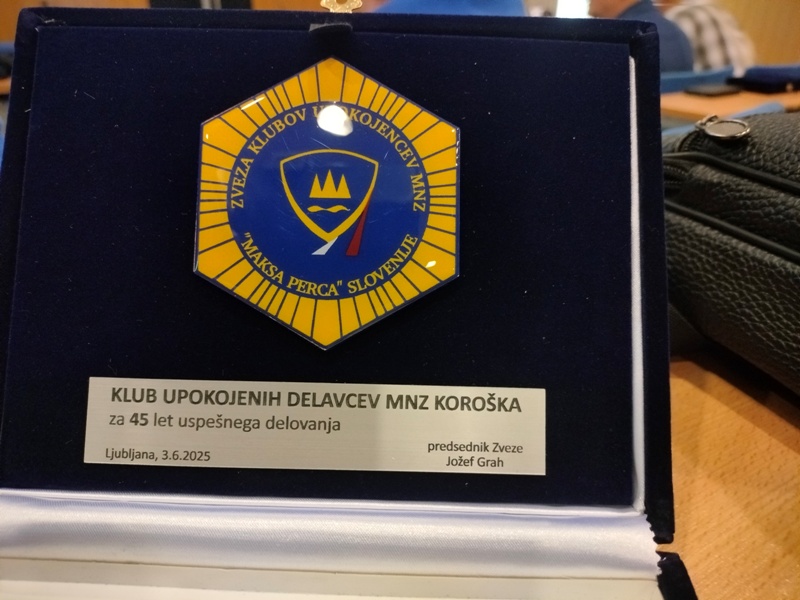 ZVEZA KLUBOV UPOKOJENCEV MNZ
"MAKSA PERCA" SLOVENIJE
KLUB UPOKOJENIH DELAVCEV MNZ KOROŠKA
za 45 let uspešnega delovanja
Ljubljana, 3.6.2025
predsednik Zveze
Jožef Grah